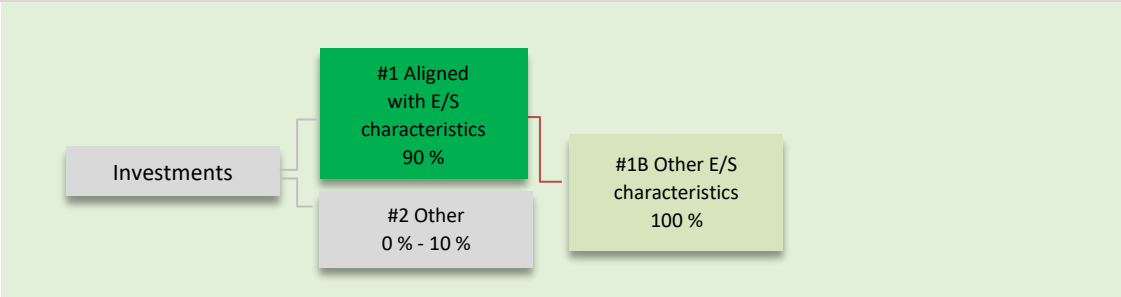 Investments
#1 Aligned
with E/S
characteristics
90 %
#2 Other
0 % - 10 %
#1B Other E/S
characteristics
100 %